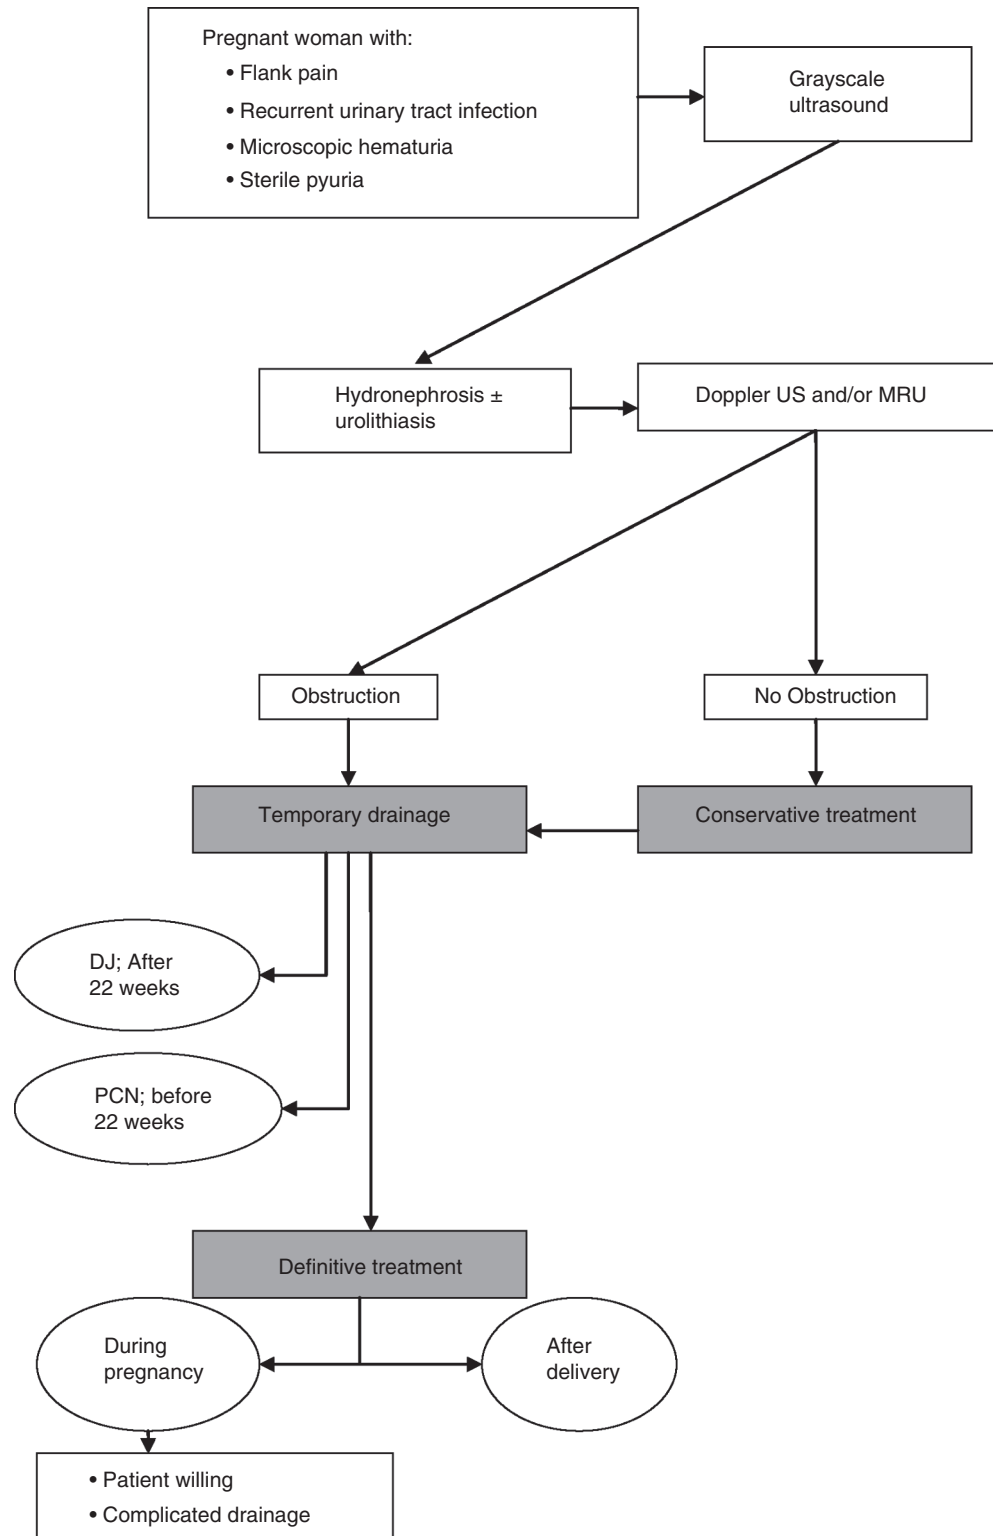 Pregnant woman with:
• Flank pain
• Recurrent urinary tract infection
• Microscopic hematuria
• Sterile pyuria
Grayscale
ultrasound
Hydronephrosis ±
urolithiasis
Doppler US and/or MRU
Obstruction
No Obstruction
Temporary drainage
Conservative treatment
DJ; After
22 weeks
PCN; before
22 weeks
Definitive treatment
During
pregnancy
After
delivery
• Patient willing
• Complicated drainage